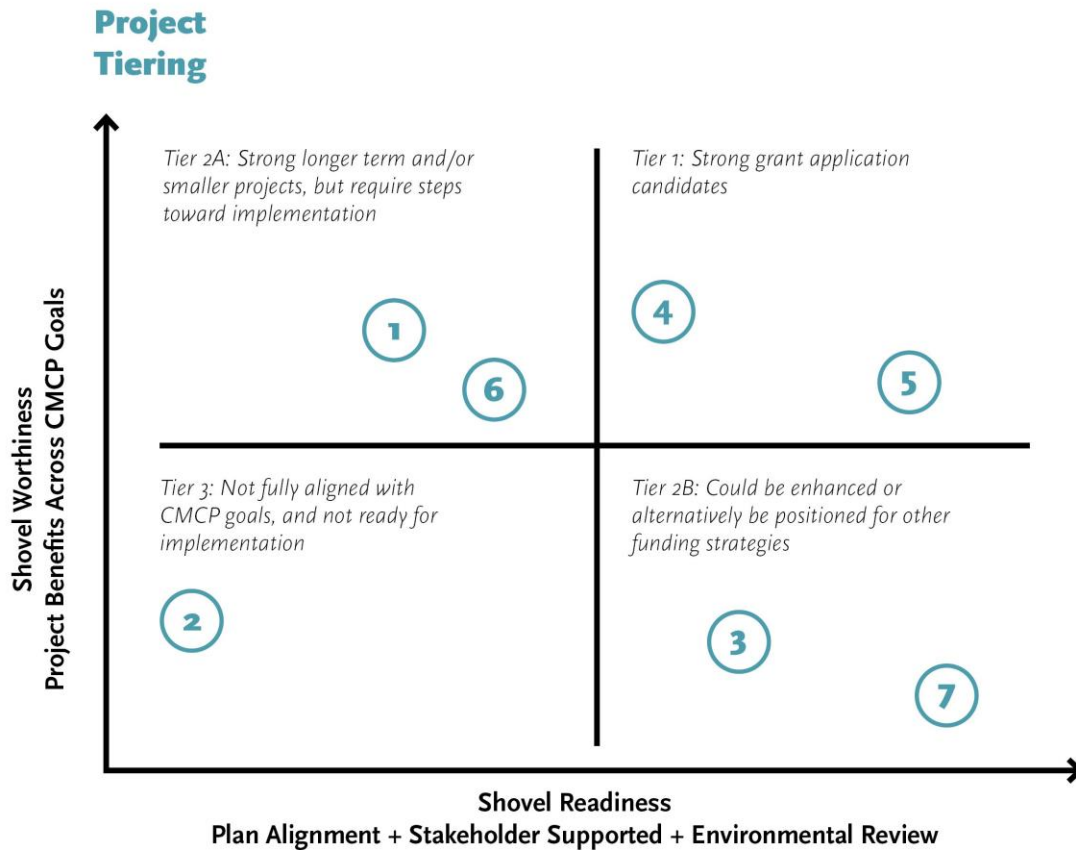 Project
Tiering
Tier 2A: Strong longer term and/or
smaller projects, but require steps
toward implementation
Tier 1: Strong grant application
candidates
1
6
4
5
Shovel Worthiness
Project Benefits Across CMCP Goals
Tier 3: Not fully aligned with
CMCP goals, and not ready for
implementation
Tier 2B: Could be enhanced or
alternatively be positioned for other
funding strategies
2
3
7
Shovel Readiness
Plan Alignment + Stakeholder Supported + Environmental Review